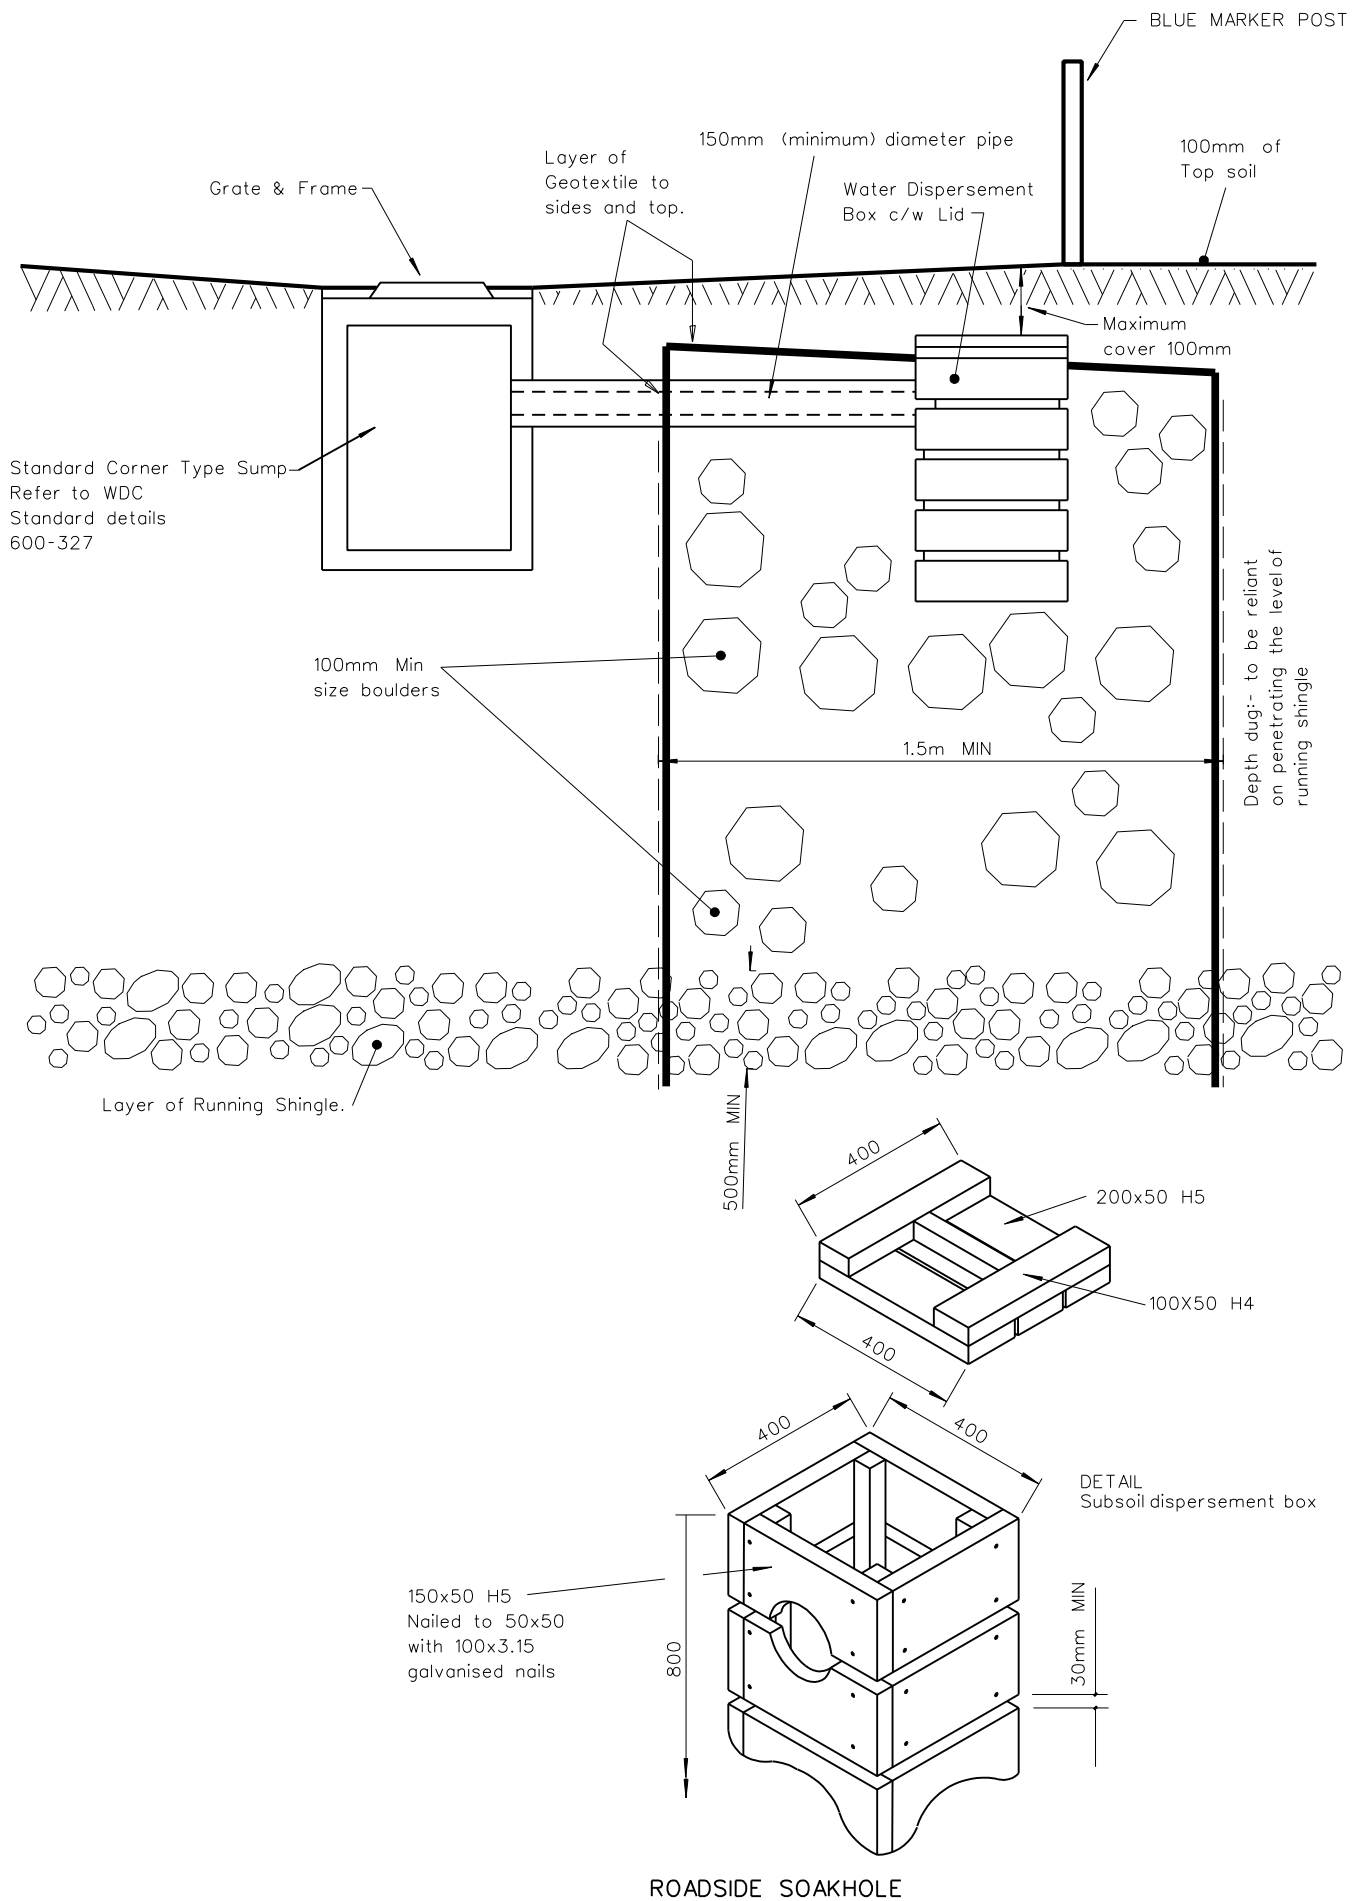 BLUE MARKER POST
150mm (minimum) diameter pipe
100mm of
Top soil
Layer of
Geotextile to
sides and top.
Grate & Frame
Water Dispersement
Box c/w Lid
Maximum
cover 100mm
Standard Corner Type Sump
Refer to WDC
Standard details
600-327
Depth dug:- to be reliant
on penetrating the level of
running shingle
100mm Min
size boulders
1.5m MIN
Layer of Running Shingle.
500mm MIN
400
200x50 H5
100X50 H4
400
400
400
DETAIL
Subsoil dispersement box
150x50 H5
Nailed to 50x50
with 100x3.15
galvanised nails
800
30mm MIN
ROADSIDE SOAKHOLE